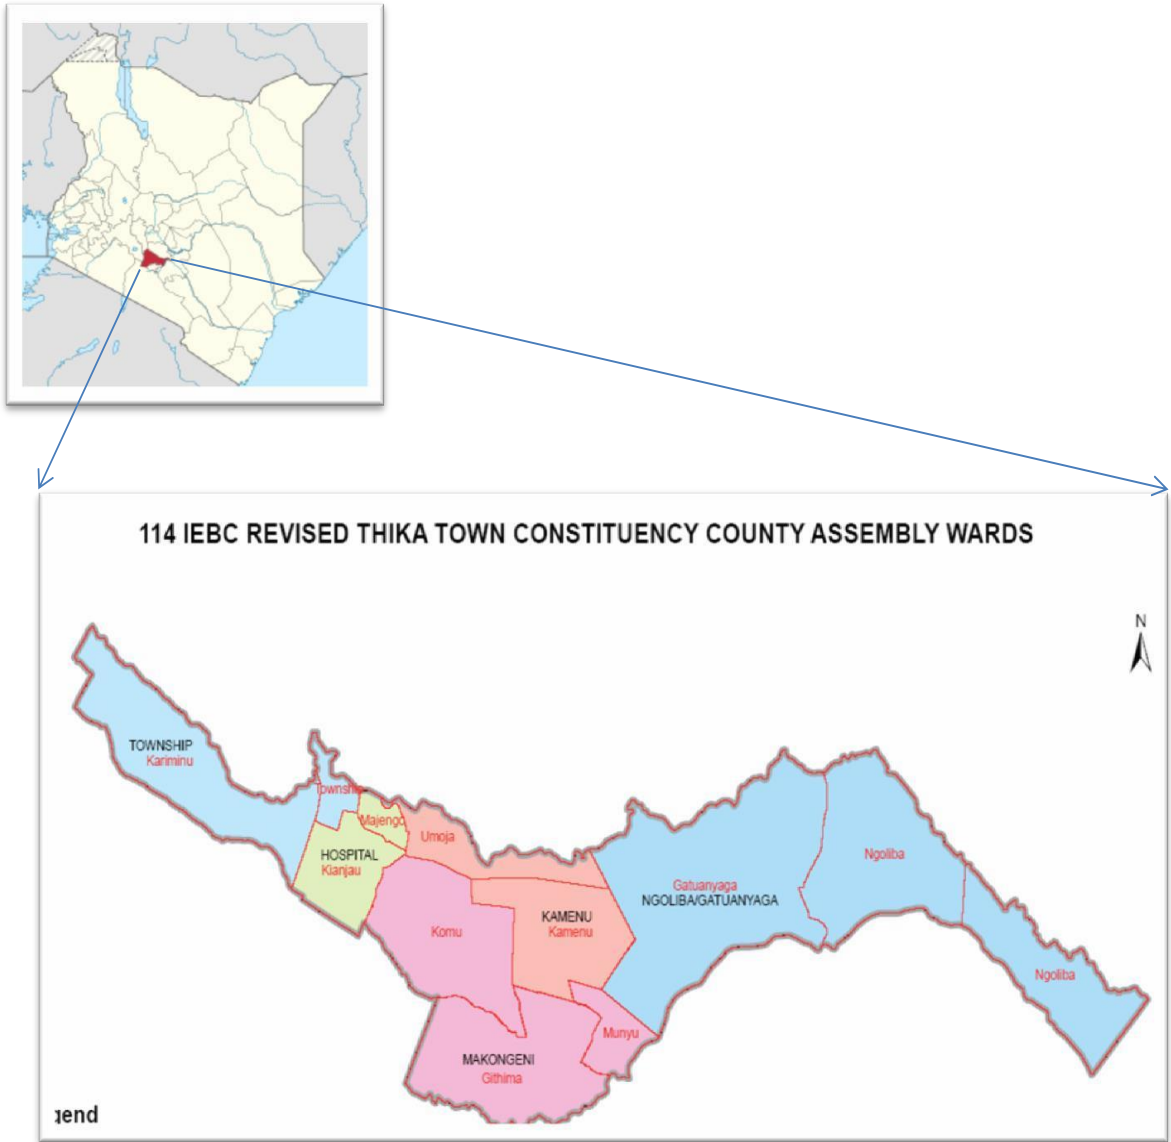 114 IEBC REVISED THIKA TOWN CONSTITUENCY COUNTY ASSEMBLY WARDS
N
TOWNSHIP
Kariminu
Township
Majengo
Umoja
HOSPITAL
Kianjau
Ngoliba
Gatuanyaga
NGOLIBA/GATUANYAGA
KAMENU
Kamenu
Komu
Ngoliba
Munyu
MAKONGENI
Githima
gend